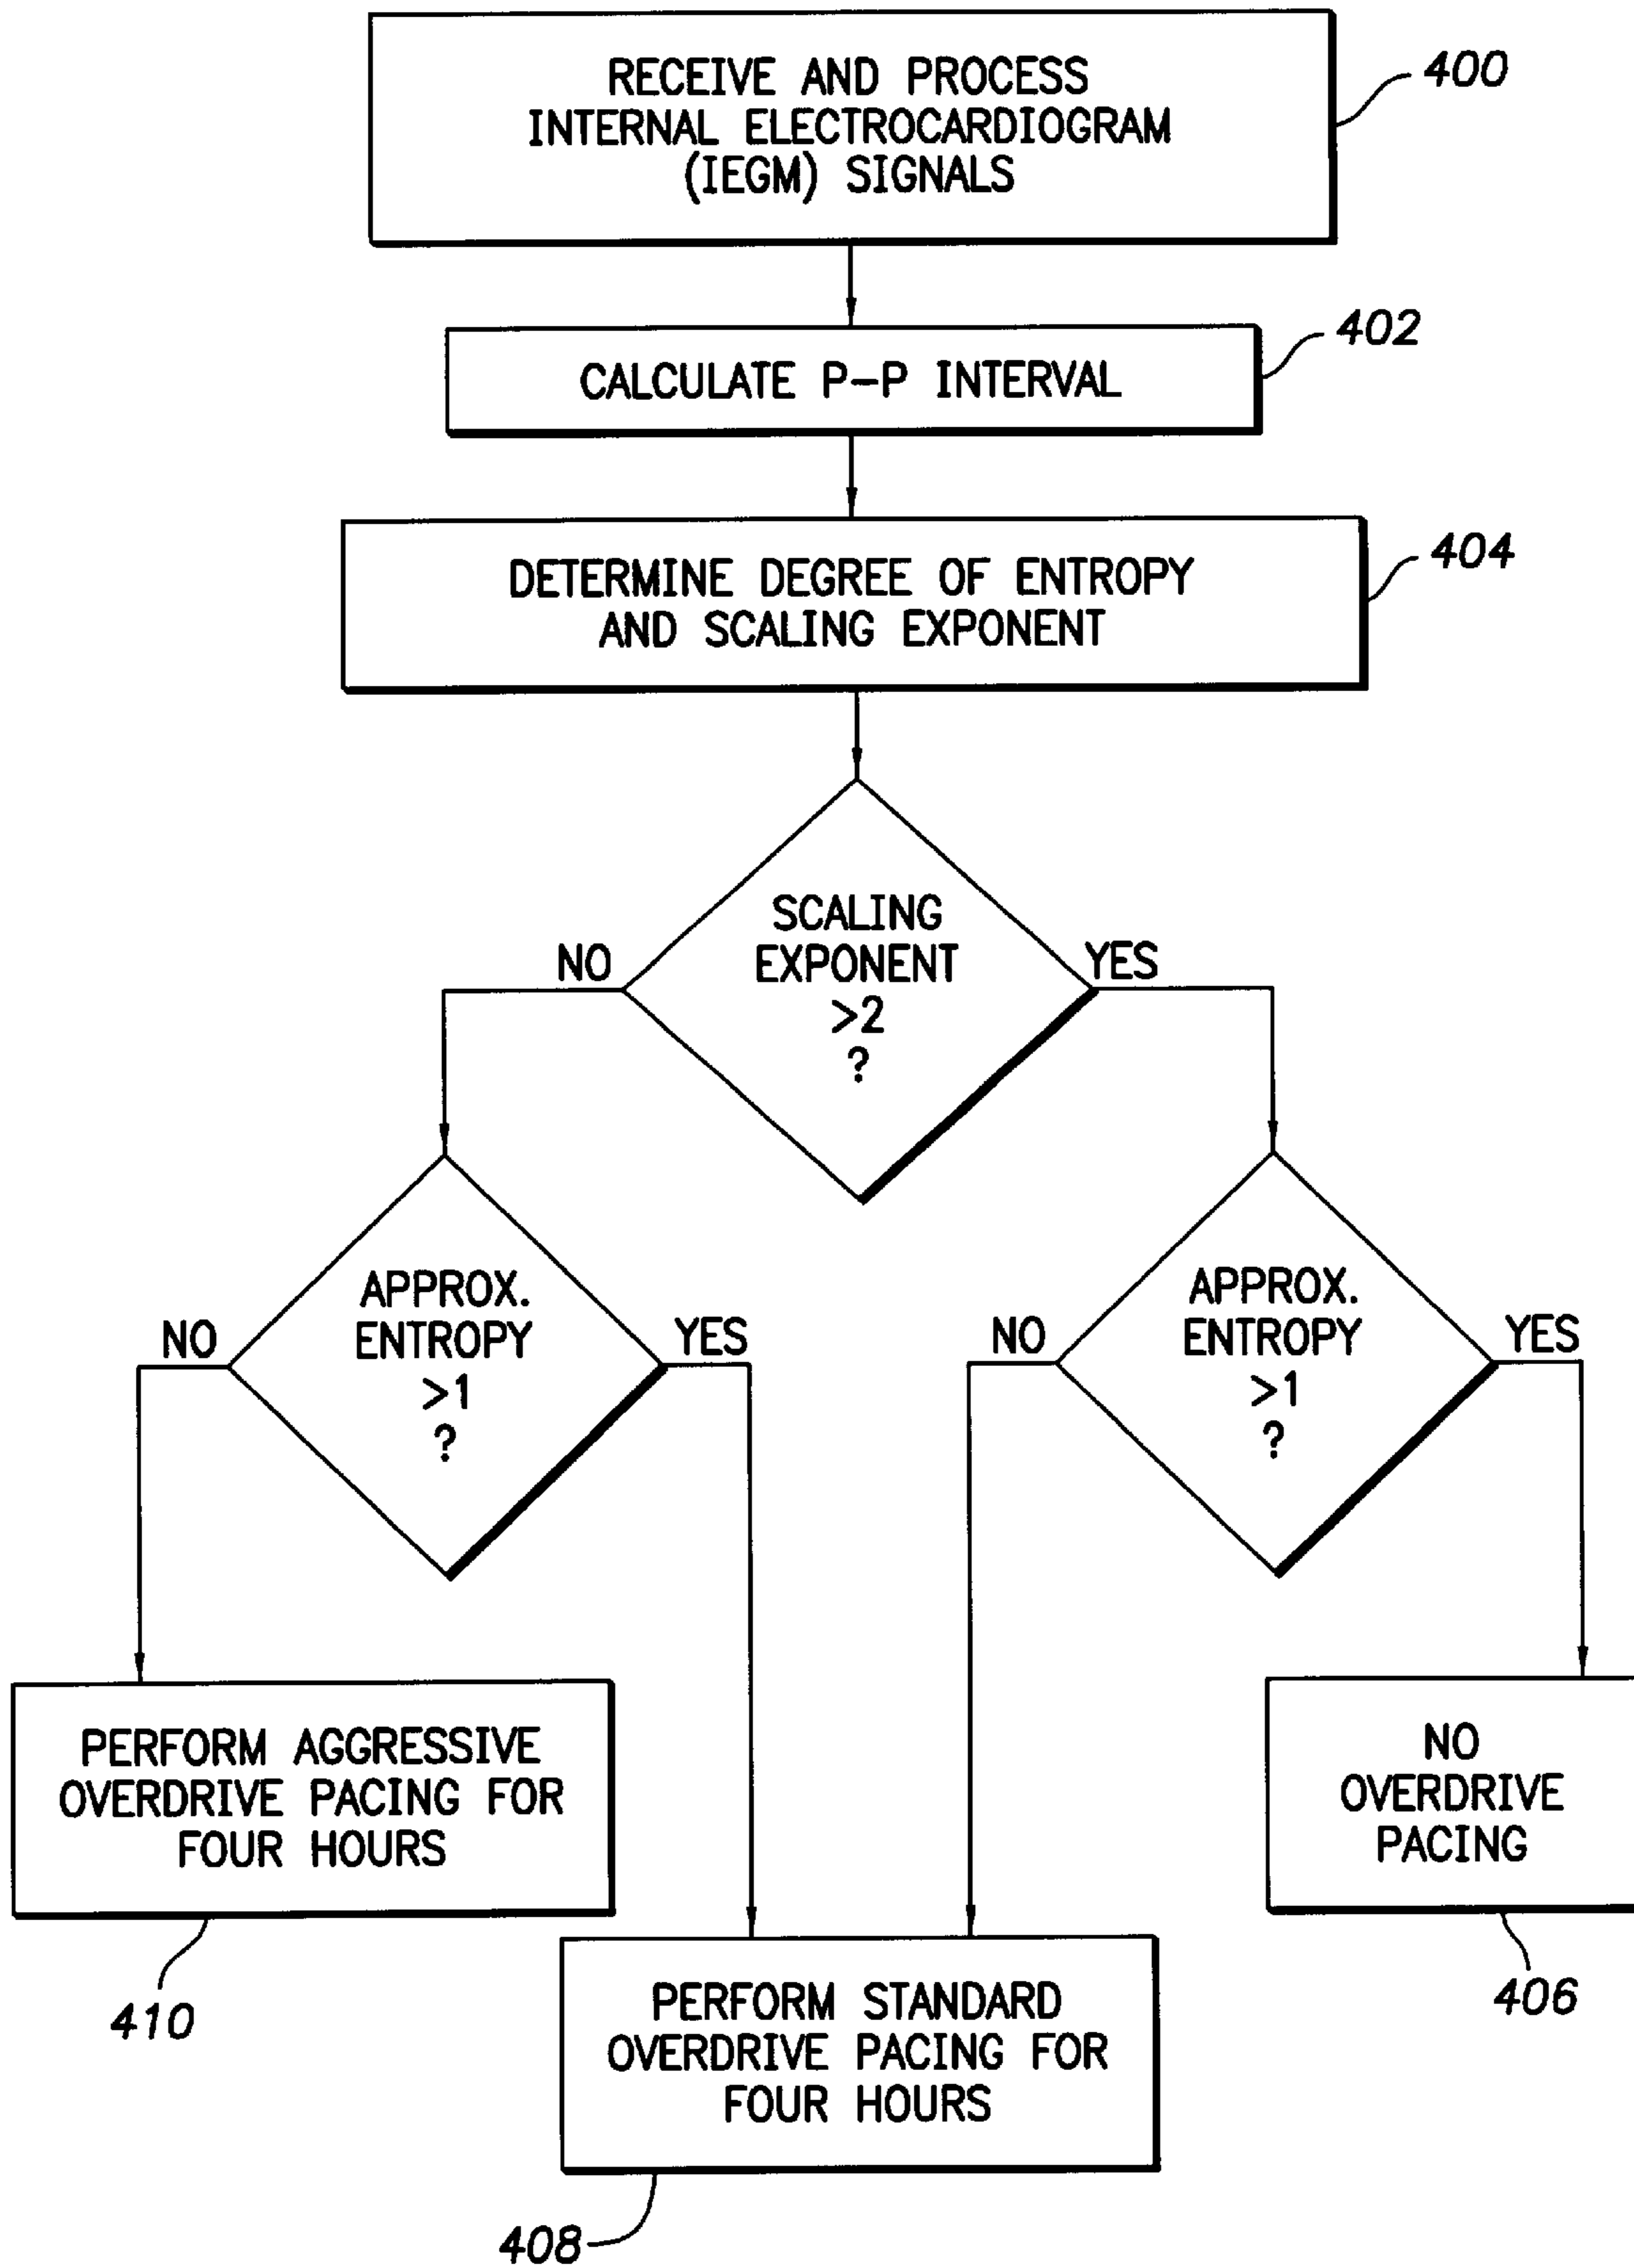 RECEIVE AND PROCESS
INTERNAL ELECTROCARDIOGRAM
(IEGM) SIGNALS
400
CALCULATE P-P INTERVAL
402
DETERMINE DEGREE OF ENTROPY
AND SCALING EXPONENT
404
SCALING
EXPONENT
>2
?
NO
YES
APPROX.
ENTROPY
>1
?
NO
YES
APPROX.
ENTROPY
>1
?
NO
YES
PERFORM AGGRESSIVE
OVERDRIVE PACING FOR
FOUR HOURS
410
NO
OVERDRIVE
PACING
406
PERFORM STANDARD
OVERDRIVE PACING FOR
FOUR HOURS
408